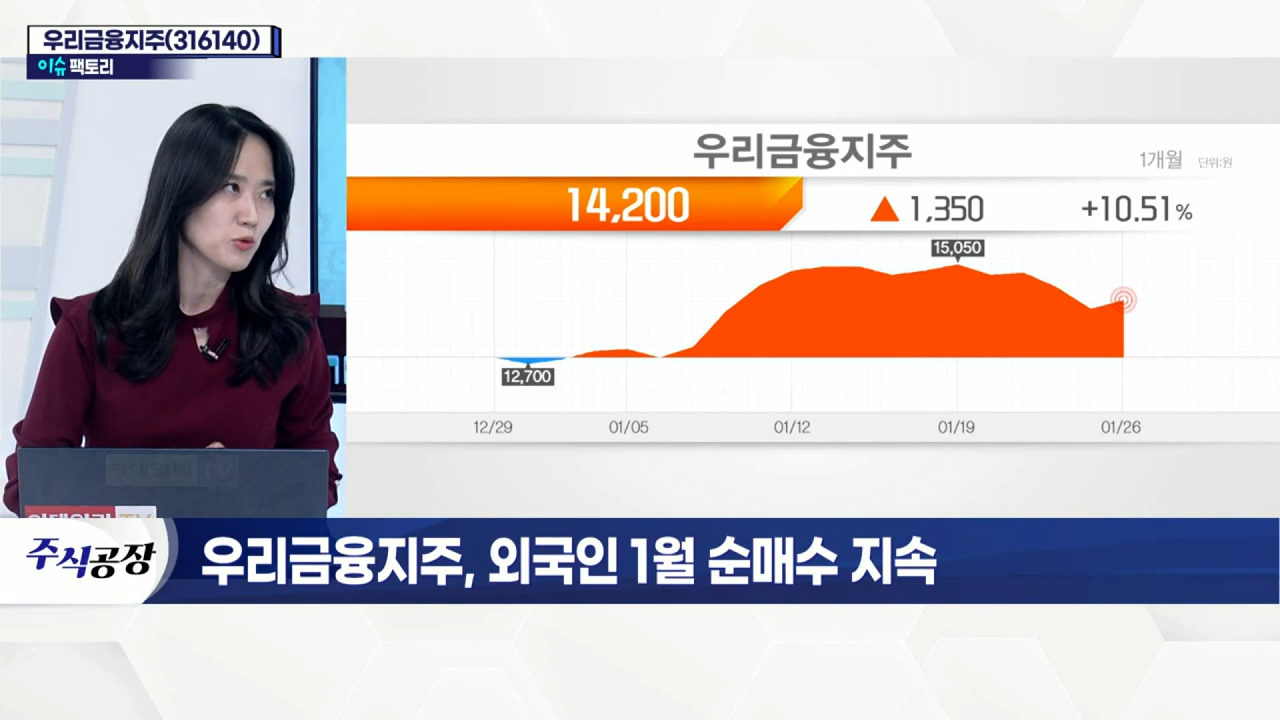 우리금융지주(316140)
이슈 팩토리
우리금융지주
1개월 단위:원
14,200 ▲ 1,350 +10.51%
15,050
12,700
12/29 01/05 01/12 01/19 01/26
주식공장
우리금융지주, 외국인 1월 순매수 지속